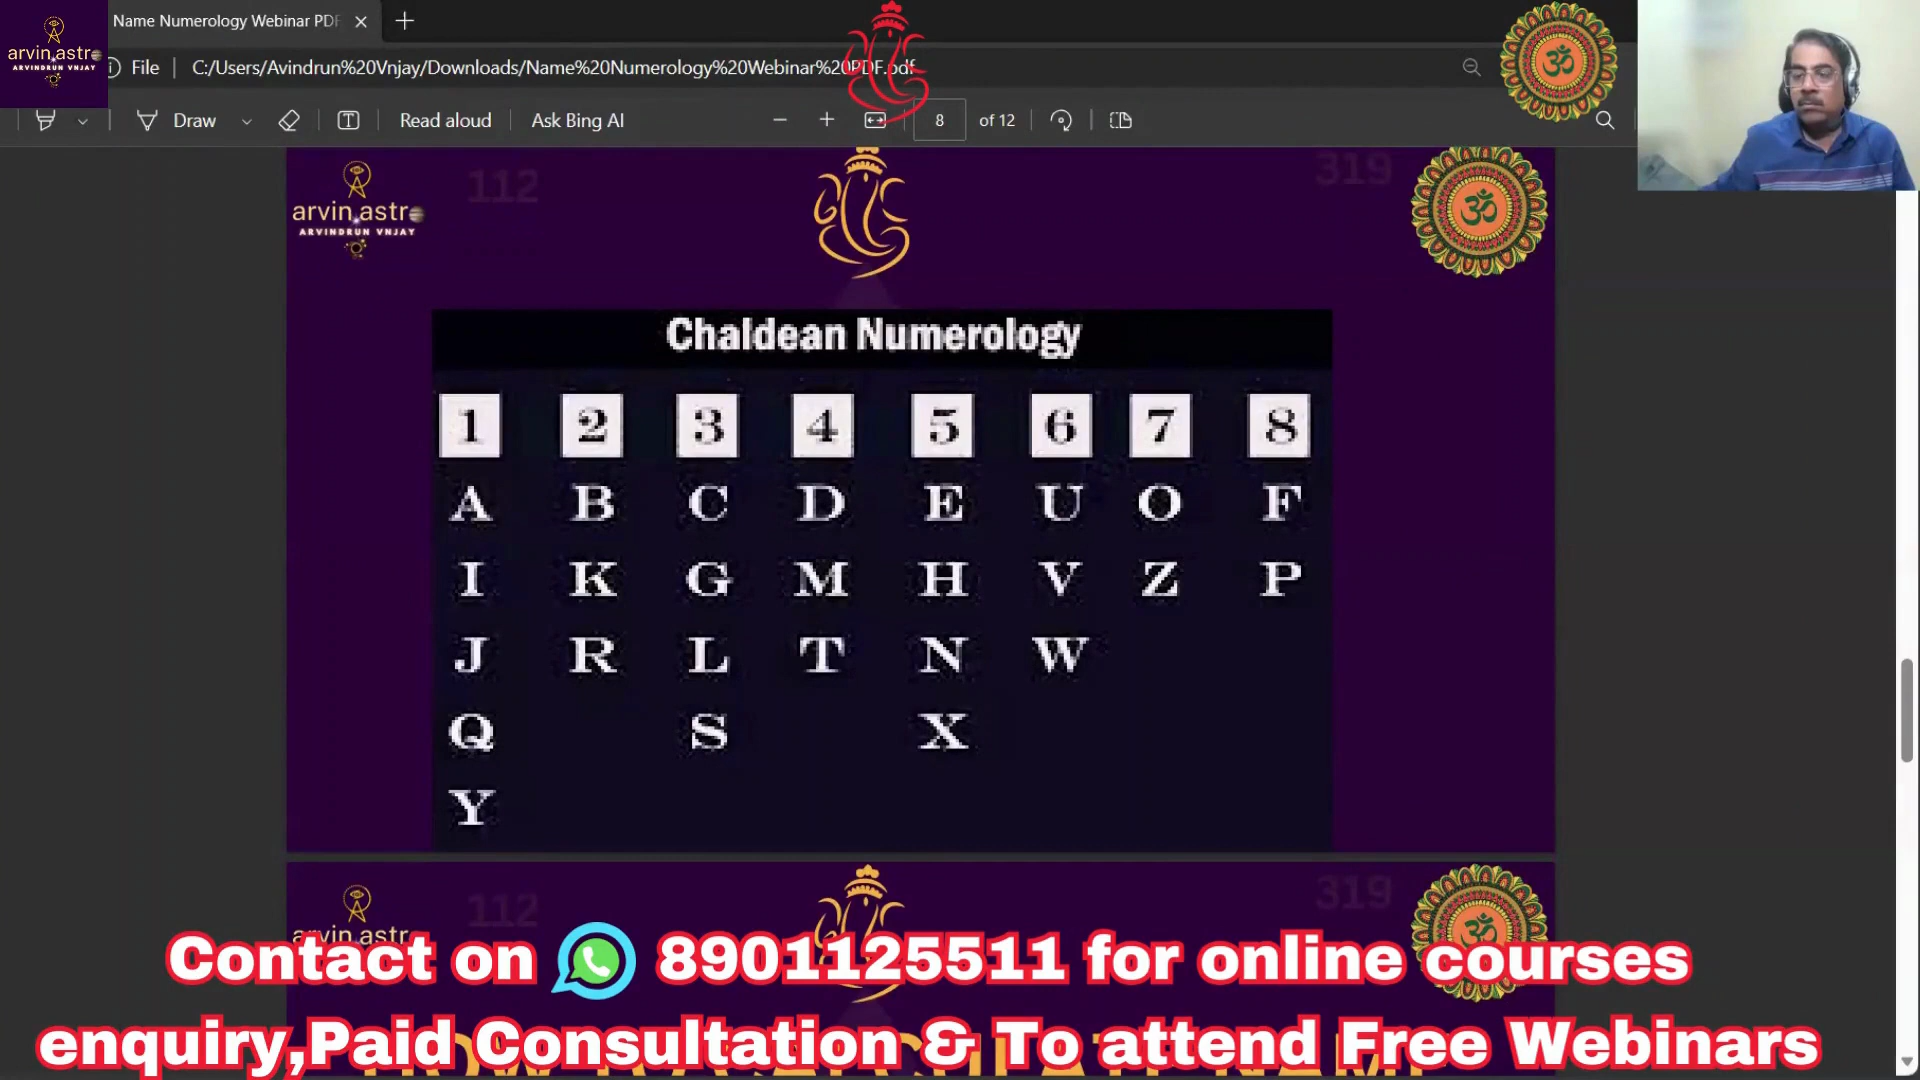 Name Numerology Webinar PDF
arvin.astro
ARVINDRUN VNJAY
File
C:/Users/Avindrun%20Vnjay/Downloads/Name%20Numerology%20Webinar%20PDF.pdf
Draw
Read aloud
Ask Bing AI
8
of 12
ॐ
112
319
arvin.astro
ARVINDRUN VNJAY
ॐ
Chaldean Numerology
1 2 3 4 5 6 7 8
A B C D E U O F
I K G M H V Z P
J R L T N W
Q S X
Y
112
319
arvin.astr
Contact on 8901125511 for online courses
enquiry,Paid Consultation & To attend Free Webinars